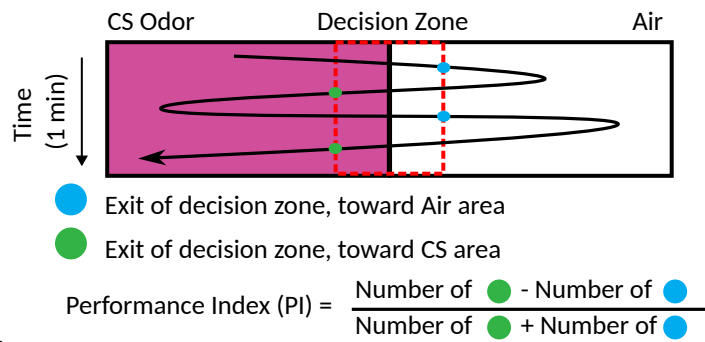 CS Odor Decision Zone Air
Time
(1 min)
Exit of decision zone, toward Air area
Exit of decision zone, toward CS area
Performance Index (PI) =
Number of - Number of
Number of + Number of